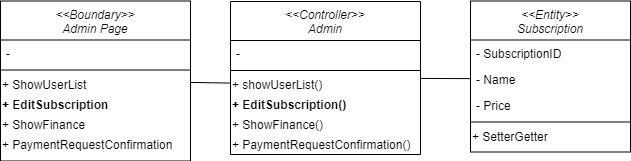 <<Boundary>>
Admin Page
-
+ ShowUserList
+ EditSubscription
+ ShowFinance
+ PaymentRequestConfirmation
<<Controller>>
Admin
-
+ showUserList()
+ EditSubscription()
+ ShowFinance()
+ PaymentRequestConfirmation()
<<Entity>>
Subscription
- SubscriptionID
- Name
- Price
+ SetterGetter